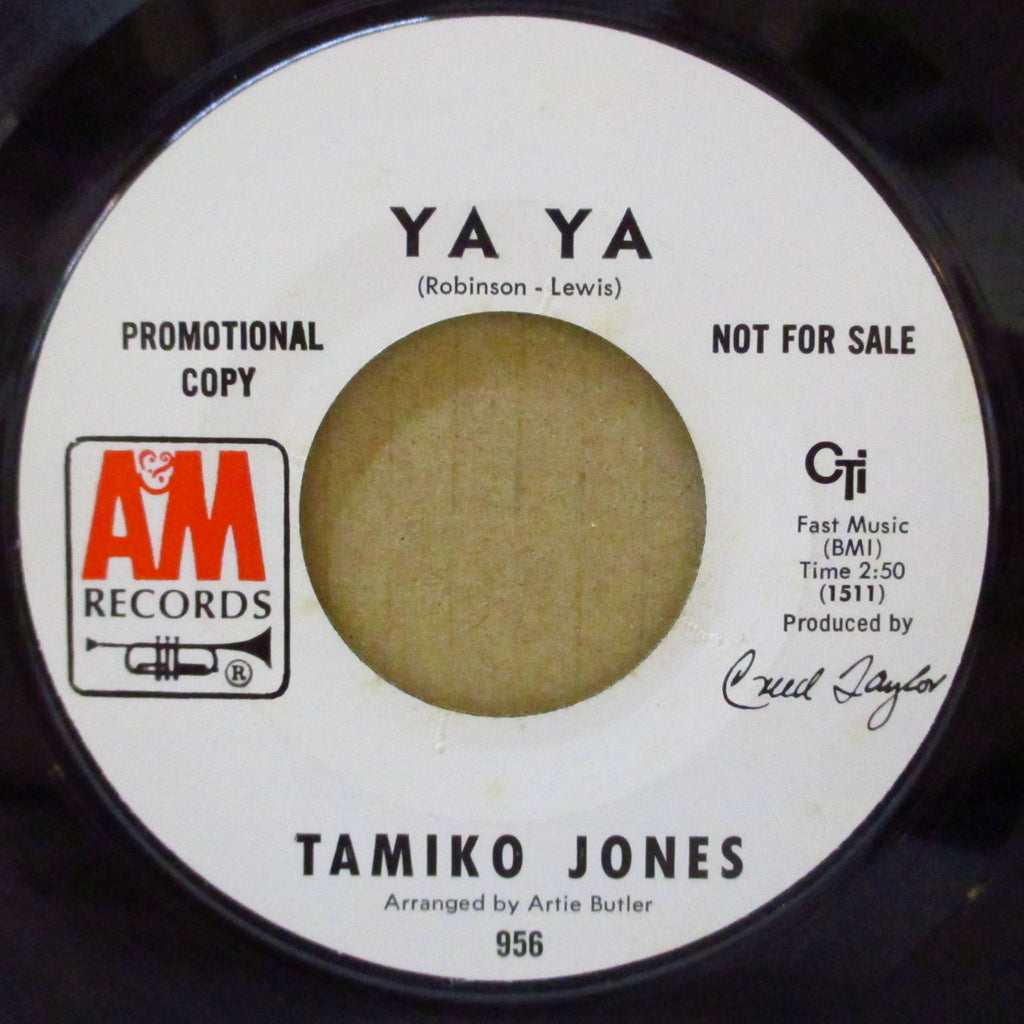 YA YA
(Robinson - Lewis)
PROMOTIONAL
COPY
NOT FOR SALE
A&M
RECORDS
®
CTi
Fast Music
(BMI)
Time 2:50
(1511)
Produced by
Creed Taylor
TAMIKO JONES
Arranged by Artie Butler
956